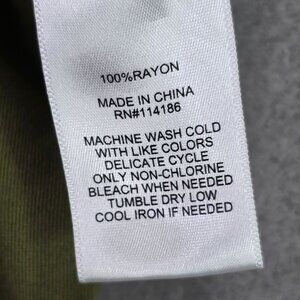 100%RAYON
MADE IN CHINA
RN#114186
MACHINE WASH COLD
WITH LIKE COLORS
DELICATE CYCLE
ONLY NON-CHLORINE
BLEACH WHEN NEEDED
TUMBLE DRY LOW
COOL IRON IF NEEDED